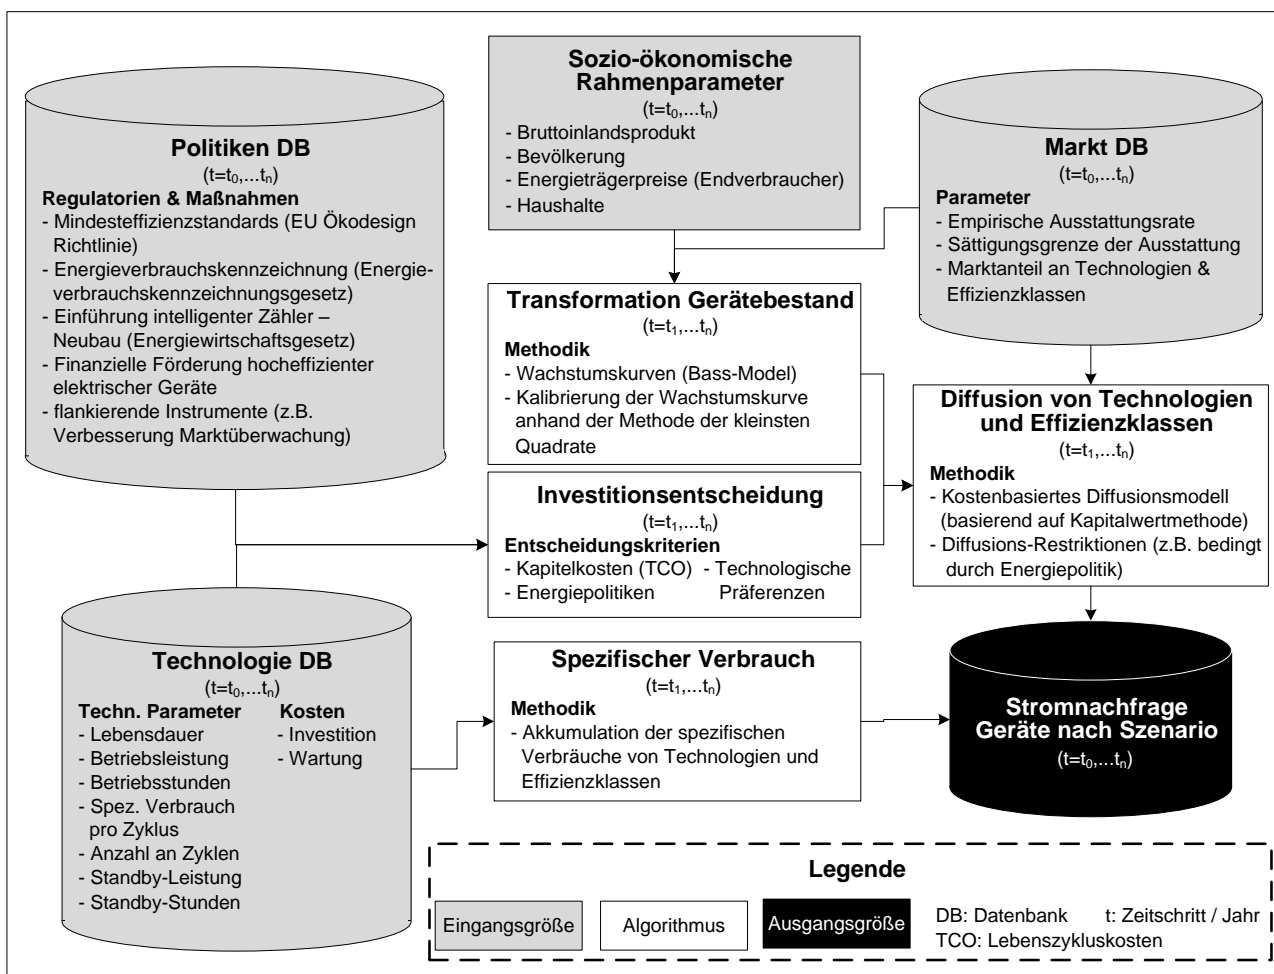 Sozio-ökonomische
Rahmenparameter
(t=t0,...tn)
- Bruttoinlandsprodukt
- Bevölkerung
- Energieträgerpreise (Endverbraucher)
- Haushalte
Politiken DB
(t=t0,...tn)
Regulatorien & Maßnahmen
- Mindesteffizienzstandards (EU Ökodesign
Richtlinie)
- Energieverbrauchskennzeichnung (Energie-
verbrauchskennzeichnungsgesetz)
- Einführung intelligenter Zähler –
Neubau (Energiewirtschaftsgesetz)
- Finanzielle Förderung hocheffizienter
elektrischer Geräte
- flankierende Instrumente (z.B.
Verbesserung Marktüberwachung)
Markt DB
(t=t0,...tn)
Parameter
- Empirische Ausstattungsrate
- Sättigungsgrenze der Ausstattung
- Marktanteil an Technologien &
Effizienzklassen
Transformation Gerätebestand
(t=t1,...tn)
Methodik
- Wachstumskurven (Bass-Model)
- Kalibrierung der Wachstumskurve
anhand der Methode der kleinsten
Quadrate
Diffusion von Technologien
und Effizienzklassen
(t=t1,...tn)
Methodik
- Kostenbasiertes Diffusionsmodell
(basierend auf Kapitalwertmethode)
- Diffusions-Restriktionen (z.B. bedingt
durch Energiepolitik)
Investitionsentscheidung
(t=t1,...tn)
Entscheidungskriterien
- Kapitelkosten (TCO) - Technologische
- Energiepolitiken Präferenzen
Technologie DB
(t=t0,...tn)
Techn. Parameter Kosten
- Lebensdauer - Investition
- Betriebsleistung - Wartung
- Betriebsstunden
- Spez. Verbrauch
pro Zyklus
- Anzahl an Zyklen
- Standby-Leistung
- Standby-Stunden
Spezifischer Verbrauch
(t=t1,...tn)
Methodik
- Akkumulation der spezifischen
Verbräuche von Technologien und
Effizienzklassen
Stromnachfrage
Geräte nach Szenario
(t=t0,...tn)
Legende
Eingangsgröße
Algorithmus
Ausgangsgröße
DB: Datenbank t: Zeitschritt / Jahr
TCO: Lebenszykluskosten